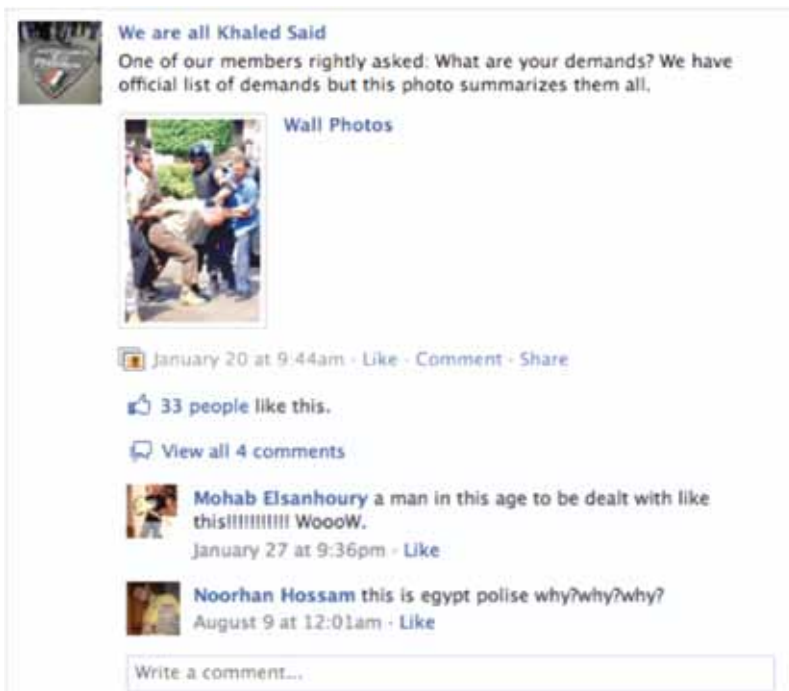 We are all Khaled Said
One of our members rightly asked: What are your demands? We have
official list of demands but this photo summarizes them all.
Wall Photos
January 20 at 9:44am · Like · Comment · Share
33 people like this.
View all 4 comments
Mohab Elsanhoury a man in this age to be dealt with like
this!!!!!!!!!!! WoooW.
January 27 at 9:36pm · Like
Noorhan Hossam this is egypt polise why?why?why?
August 9 at 12:01am · Like
Write a comment...